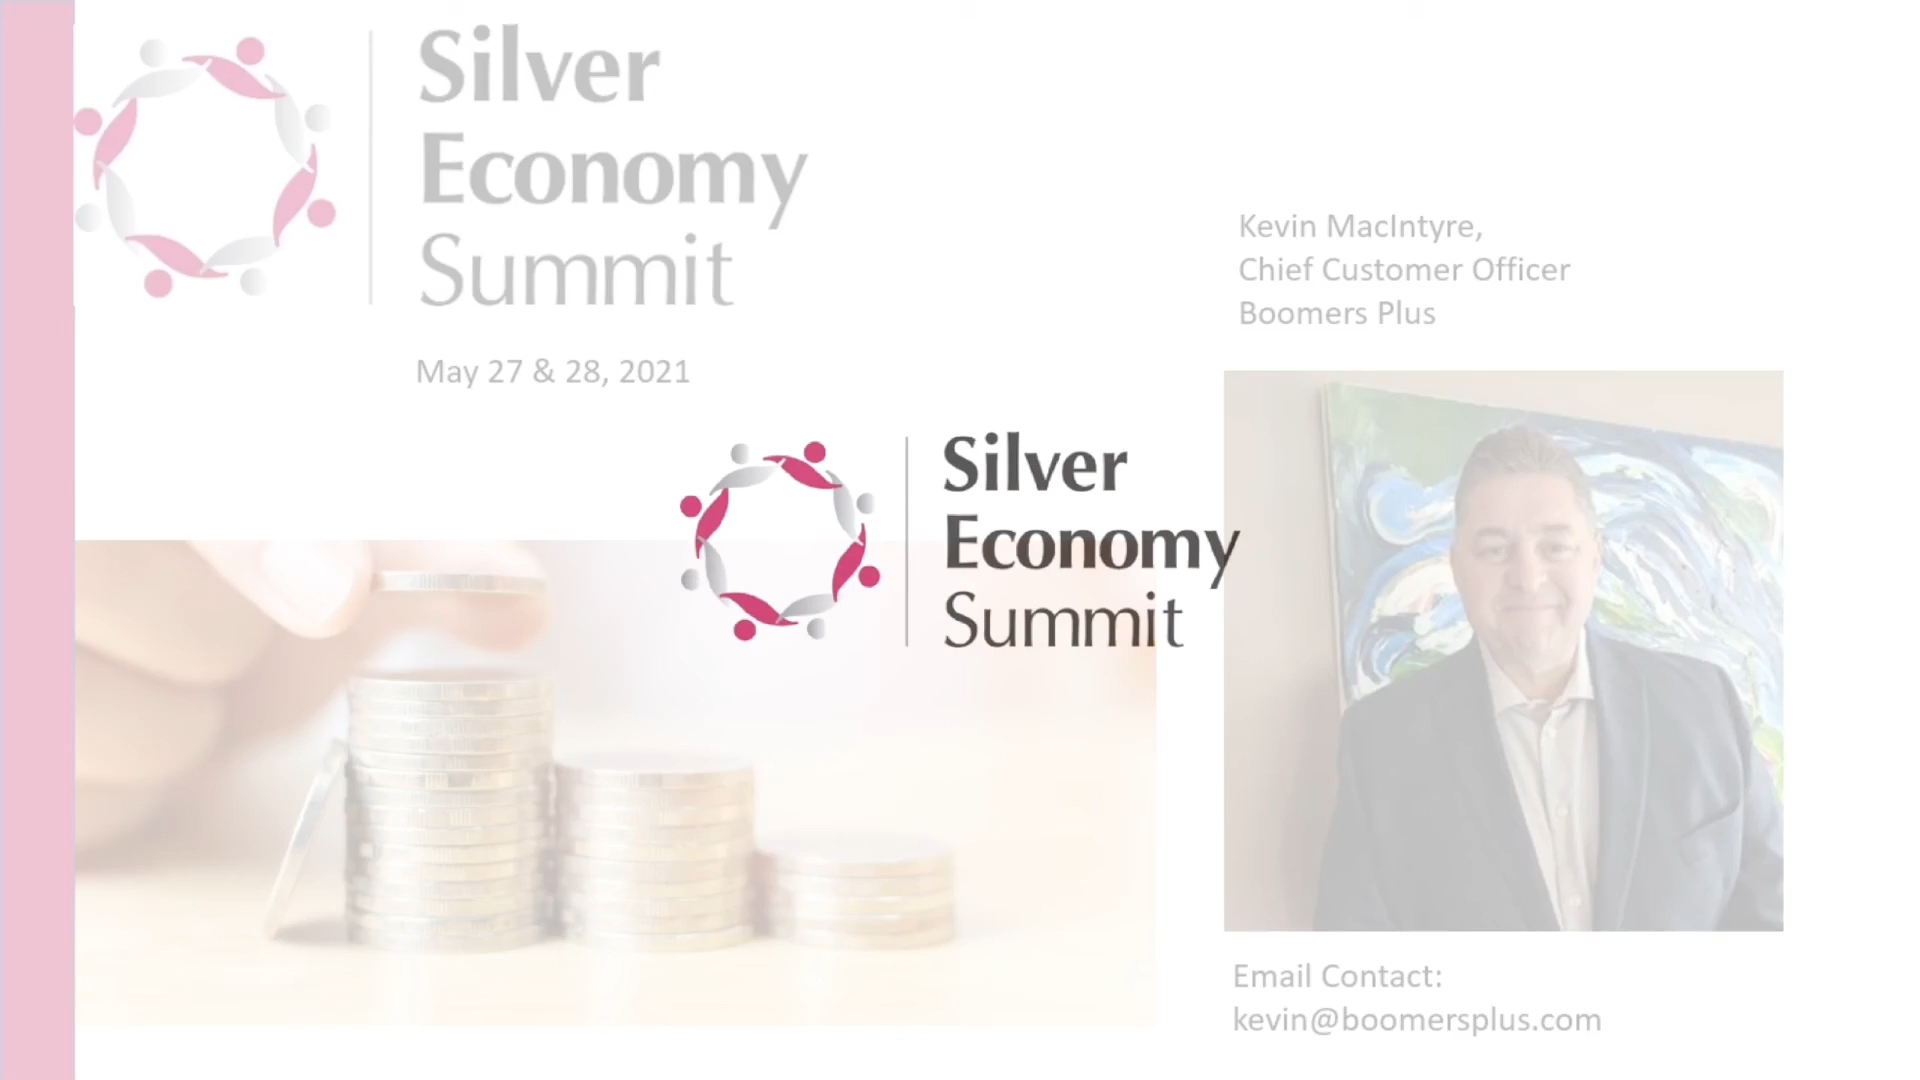 Silver
Economy
Summit
May 27 & 28, 2021
Kevin MacIntyre,
Chief Customer Officer
Boomers Plus
Silver
Economy
Summit
Email Contact:
kevin@boomersplus.com